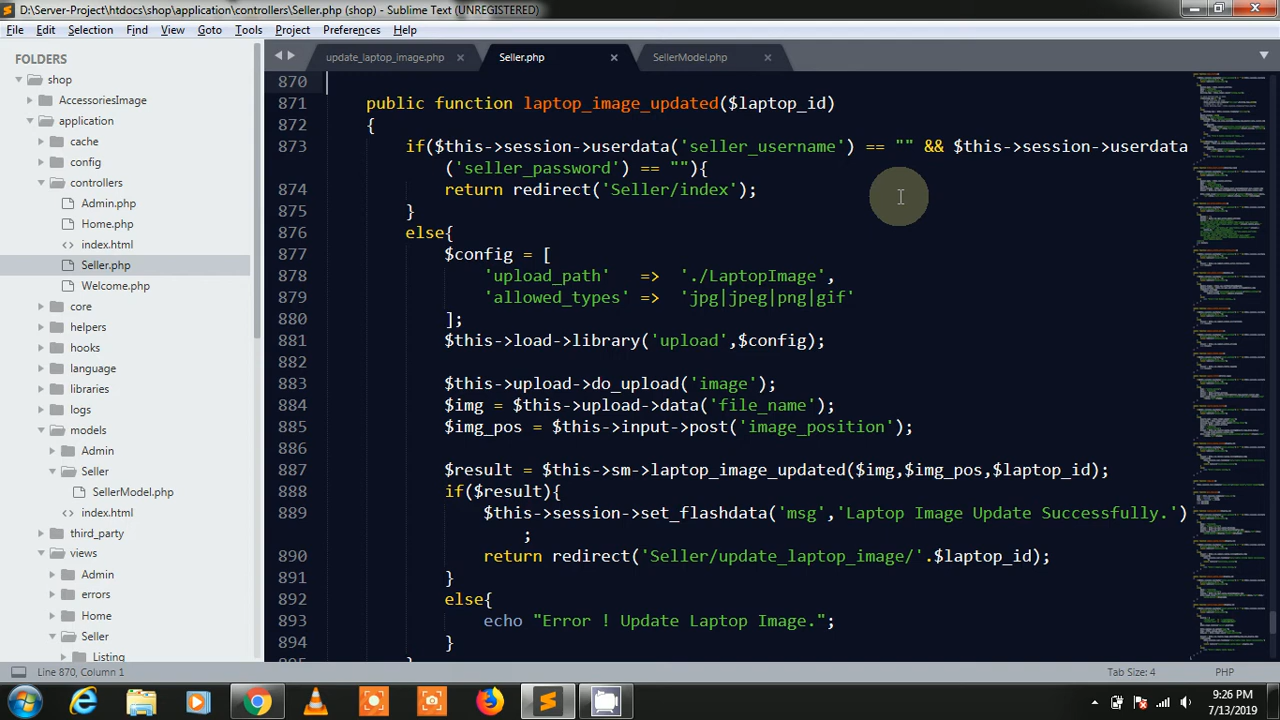 D:\Server-Project\htdocs\shop\application\controllers\Seller.php (shop) - Sublime Text (UNREGISTERED)
File Edit Selection Find View Goto Tools Project Preferences Help
FOLDERS
shop
AccessoriesImage
application
cache
config
controllers
Admin.php
Home.php
index.html
Seller.php
Welcome.php
core
helpers
hooks
language
libraries
logs
models
Admin
Seller
SellerModel.php
index.html
third_party
views
Admin
errors
Home
Seller
Listing
update_laptop_image.php Seller.php SellerModel.php
870
871 public function laptop_image_updated($laptop_id)
872 {
873 if($this->session->userdata('seller_username') == "" && $this->session->userdata
('seller_password') == ""){
874 return redirect('Seller/index');
875 }
876 else{
877 $config = [
878 'upload_path' => './LaptopImage',
879 'allowed_types' => 'jpg|jpeg|png|gif'
880 ];
881 $this->load->library('upload',$config);
882
883 $this->upload->do_upload('image');
884 $img = $this->upload->data('file_name');
885 $img_pos = $this->input->post('image_position');
886
887 $result = $this->sm->laptop_image_updated($img,$img_pos,$laptop_id);
888 if($result){
889 $this->session->set_flashdata('msg','Laptop Image Update Successfully.')
;
890 return redirect('Seller/update_laptop_image/'.$laptop_id);
891 }
892 else{
893 echo "Error ! Update Laptop Image.";
894 }
Line 870, Column 1
Tab Size: 4 PHP
9:26 PM
7/13/2019